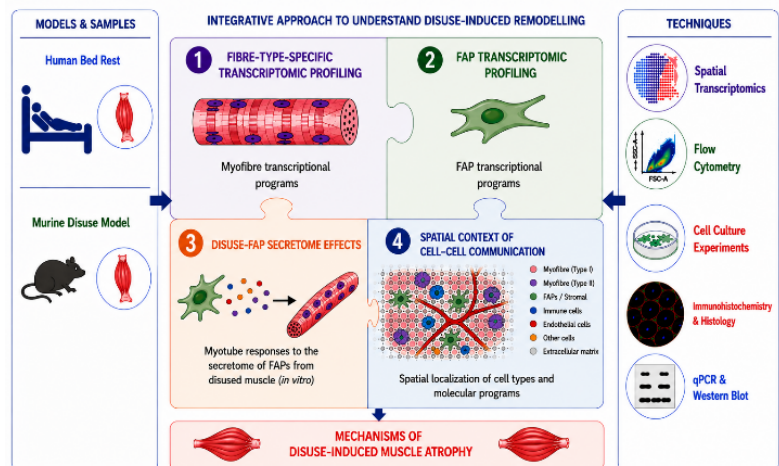 MODELS & SAMPLES
Human Bed Rest
Murine Disuse Model
INTEGRATIVE APPROACH TO UNDERSTAND DISUSE-INDUCED REMODELLING
1
FIBRE-TYPE-SPECIFIC
TRANSCRIPTOMIC PROFILING
Myofibre transcriptional
programs
2
FAP TRANSCRIPTOMIC
PROFILING
FAP transcriptional
programs
3
DISUSE-FAP SECRETOME EFFECTS
Myotube responses to the
secretome of FAPs from
disused muscle (in vitro)
4
SPATIAL CONTEXT OF
CELL–CELL COMMUNICATION
Myofibre (Type I)
Myofibre (Type II)
FAPs / Stromal
Immune cells
Endothelial cells
Other cells
Extracellular matrix
Spatial localization of cell types and
molecular programs
MECHANISMS OF
DISUSE-INDUCED MUSCLE ATROPHY
TECHNIQUES
Spatial
Transcriptomics
SSC-A
FSC-A
Flow
Cytometry
Cell Culture
Experiments
Immunohistochemistry
& Histology
qPCR &
Western Blot